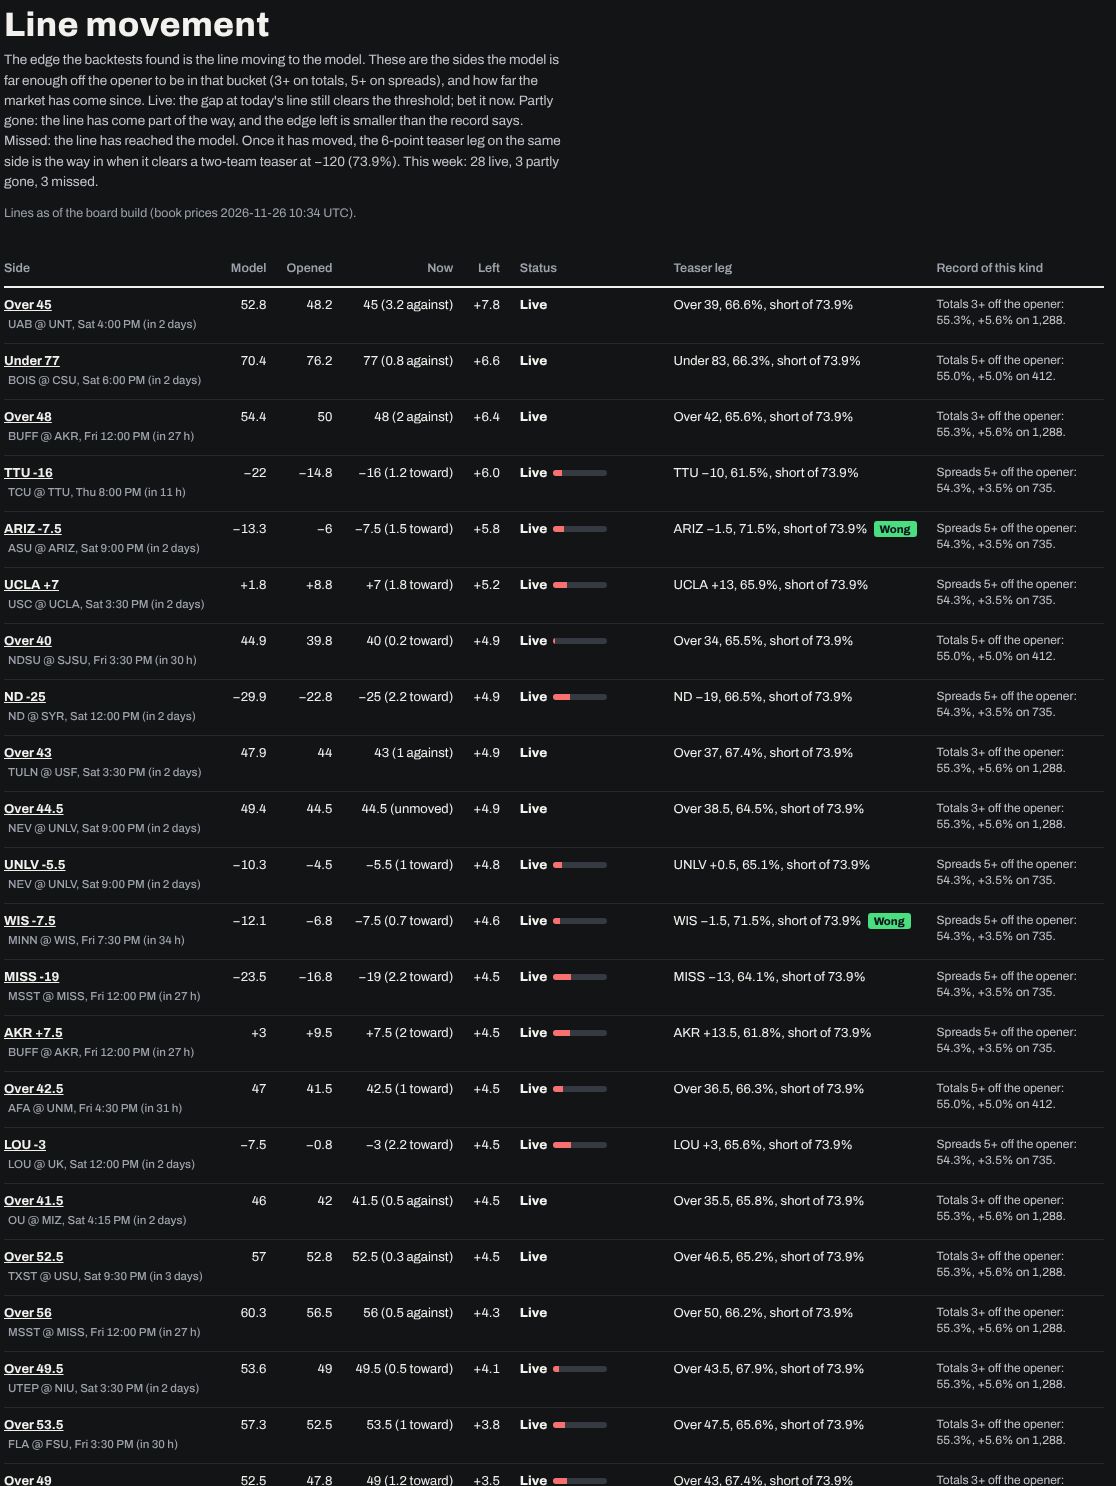 Line movement
The edge the backtests found is the line moving to the model. These are the sides the model is
far enough off the opener to be in that bucket (3+ on totals, 5+ on spreads), and how far the
market has come since. Live: the gap at today's line still clears the threshold; bet it now. Partly
gone: the line has come part of the way, and the edge left is smaller than the record says.
Missed: the line has reached the model. Once it has moved, the 6-point teaser leg on the same
side is the way in when it clears a two-team teaser at −120 (73.9%). This week: 28 live, 3 partly
gone, 3 missed.
Lines as of the board build (book prices 2026-11-26 10:34 UTC).
Side Model Opened Now Left Status Teaser leg Record of this kind
Over 45 52.8 48.2 45 (3.2 against) +7.8 Live Over 39, 66.6%, short of 73.9% Totals 3+ off the opener:
UAB @ UNT, Sat 4:00 PM (in 2 days) 55.3%, +5.6% on 1,288.
Under 77 70.4 76.2 77 (0.8 against) +6.6 Live Under 83, 66.3%, short of 73.9% Totals 5+ off the opener:
BOIS @ CSU, Sat 6:00 PM (in 2 days) 55.0%, +5.0% on 412.
Over 48 54.4 50 48 (2 against) +6.4 Live Over 42, 65.6%, short of 73.9% Totals 3+ off the opener:
BUFF @ AKR, Fri 12:00 PM (in 27 h) 55.3%, +5.6% on 1,288.
TTU -16 −22 −14.8 −16 (1.2 toward) +6.0 Live TTU −10, 61.5%, short of 73.9% Spreads 5+ off the opener:
TCU @ TTU, Thu 8:00 PM (in 11 h) 54.3%, +3.5% on 735.
ARIZ -7.5 −13.3 −6 −7.5 (1.5 toward) +5.8 Live ARIZ −1.5, 71.5%, short of 73.9% Wong Spreads 5+ off the opener:
ASU @ ARIZ, Sat 9:00 PM (in 2 days) 54.3%, +3.5% on 735.
UCLA +7 +1.8 +8.8 +7 (1.8 toward) +5.2 Live UCLA +13, 65.9%, short of 73.9% Spreads 5+ off the opener:
USC @ UCLA, Sat 3:30 PM (in 2 days) 54.3%, +3.5% on 735.
Over 40 44.9 39.8 40 (0.2 toward) +4.9 Live Over 34, 65.5%, short of 73.9% Totals 5+ off the opener:
NDSU @ SJSU, Fri 3:30 PM (in 30 h) 55.0%, +5.0% on 412.
ND -25 −29.9 −22.8 −25 (2.2 toward) +4.9 Live ND −19, 66.5%, short of 73.9% Spreads 5+ off the opener:
ND @ SYR, Sat 12:00 PM (in 2 days) 54.3%, +3.5% on 735.
Over 43 47.9 44 43 (1 against) +4.9 Live Over 37, 67.4%, short of 73.9% Totals 3+ off the opener:
TULN @ USF, Sat 3:30 PM (in 2 days) 55.3%, +5.6% on 1,288.
Over 44.5 49.4 44.5 44.5 (unmoved) +4.9 Live Over 38.5, 64.5%, short of 73.9% Totals 3+ off the opener:
NEV @ UNLV, Sat 9:00 PM (in 2 days) 55.3%, +5.6% on 1,288.
UNLV -5.5 −10.3 −4.5 −5.5 (1 toward) +4.8 Live UNLV +0.5, 65.1%, short of 73.9% Spreads 5+ off the opener:
NEV @ UNLV, Sat 9:00 PM (in 2 days) 54.3%, +3.5% on 735.
WIS -7.5 −12.1 −6.8 −7.5 (0.7 toward) +4.6 Live WIS −1.5, 71.5%, short of 73.9% Wong Spreads 5+ off the opener:
MINN @ WIS, Fri 7:30 PM (in 34 h) 54.3%, +3.5% on 735.
MISS -19 −23.5 −16.8 −19 (2.2 toward) +4.5 Live MISS −13, 64.1%, short of 73.9% Spreads 5+ off the opener:
MSST @ MISS, Fri 12:00 PM (in 27 h) 54.3%, +3.5% on 735.
AKR +7.5 +3 +9.5 +7.5 (2 toward) +4.5 Live AKR +13.5, 61.8%, short of 73.9% Spreads 5+ off the opener:
BUFF @ AKR, Fri 12:00 PM (in 27 h) 54.3%, +3.5% on 735.
Over 42.5 47 41.5 42.5 (1 toward) +4.5 Live Over 36.5, 66.3%, short of 73.9% Totals 5+ off the opener:
AFA @ UNM, Fri 4:30 PM (in 31 h) 55.0%, +5.0% on 412.
LOU -3 −7.5 −0.8 −3 (2.2 toward) +4.5 Live LOU +3, 65.6%, short of 73.9% Spreads 5+ off the opener:
LOU @ UK, Sat 12:00 PM (in 2 days) 54.3%, +3.5% on 735.
Over 41.5 46 42 41.5 (0.5 against) +4.5 Live Over 35.5, 65.8%, short of 73.9% Totals 3+ off the opener:
OU @ MIZ, Sat 4:15 PM (in 2 days) 55.3%, +5.6% on 1,288.
Over 52.5 57 52.8 52.5 (0.3 against) +4.5 Live Over 46.5, 65.2%, short of 73.9% Totals 3+ off the opener:
TXST @ USU, Sat 9:30 PM (in 3 days) 55.3%, +5.6% on 1,288.
Over 56 60.3 56.5 56 (0.5 against) +4.3 Live Over 50, 66.2%, short of 73.9% Totals 3+ off the opener:
MSST @ MISS, Fri 12:00 PM (in 27 h) 55.3%, +5.6% on 1,288.
Over 49.5 53.6 49 49.5 (0.5 toward) +4.1 Live Over 43.5, 67.9%, short of 73.9% Totals 3+ off the opener:
UTEP @ NIU, Sat 3:30 PM (in 2 days) 55.3%, +5.6% on 1,288.
Over 53.5 57.3 52.5 53.5 (1 toward) +3.8 Live Over 47.5, 65.6%, short of 73.9% Totals 3+ off the opener:
FLA @ FSU, Fri 3:30 PM (in 30 h) 55.3%, +5.6% on 1,288.
Over 49 52.5 47.8 49 (1.2 toward) +3.5 Live Over 43, 67.4%, short of 73.9% Totals 3+ off the opener: